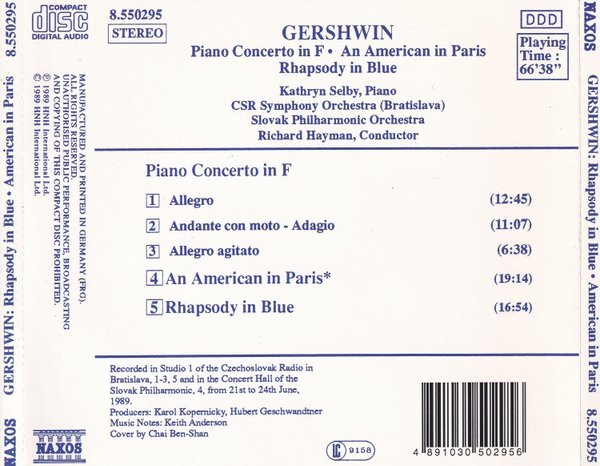 8.550295
COMPACT
disc
DIGITAL AUDIO
8.550295
STEREO
GERSHWIN
Piano Concerto in F • An American in Paris
Rhapsody in Blue
Kathryn Selby, Piano
CSR Symphony Orchestra (Bratislava)
Slovak Philharmonic Orchestra
Richard Hayman, Conductor
DDD
Playing
Time :
66'38"
Piano Concerto in F
1 Allegro (12:45)
2 Andante con moto - Adagio (11:07)
3 Allegro agitato (6:38)
4 An American in Paris* (19:14)
5 Rhapsody in Blue (16:54)
Recorded in Studio 1 of the Czechoslovak Radio in
Bratislava, 1-3, 5 and in the Concert Hall of the
Slovak Philharmonic, 4, from 21st to 24th June,
1989.
Producers: Karol Kopernicky, Hubert Geschwandtner
Music Notes: Keith Anderson
Cover by Chai Ben-Shan
LC 9158
4 891030 502956
MANUFACTURED AND PRINTED IN GERMANY (FRG).
ALL RIGHTS RESERVED.
UNAUTHORISED PUBLIC PERFORMANCE, BROADCASTING
AND COPYING OF THIS COMPACT DISC PROHIBITED.
℗ 1989 HNH International Ltd.
© 1989 HNH International Ltd.
NAXOS
NAXOS GERSHWIN: Rhapsody in Blue • American in Paris 8.550295
NAXOS GERSHWIN: Rhapsody in Blue • American in Paris 8.550295